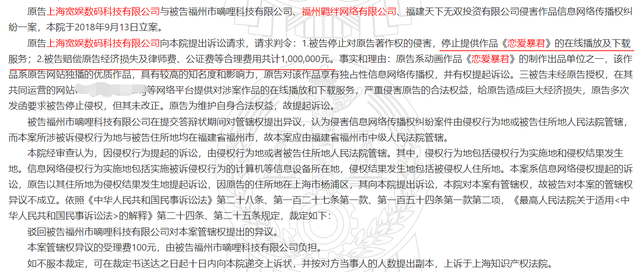 原告上海宽娱数码科技有限公司与被告福州市嘀哩科技有限公司、福州羁绊网络有限公司、福建天下无双投资有限公司侵害作品信息网络传播权纠
纷一案，本院于2018年9月13日立案。
原告上海宽娱数码科技有限公司向本院提出诉讼请求，请求判令：1.被告停止对原告著作权的侵害，停止提供作品《恋爱暴君》的在线播放及下载
服务；2.被告赔偿原告经济损失及律师费、公证费等合理费用共计1,000,000元。事实和理由：原告系动画作品《恋爱暴君》的制作出品单位之一，该作
品系原告网站独播的优质作品，具有较高的知名度和影响力，原告对该作品享有独占性信息网络传播权，并有权提起诉讼。三被告未经原告授权，在其
共同运营的网站、等网络平台提供对涉案作品的在线播放和下载服务，严重侵害原告的合法权益，给原告造成巨大经济损失，原告多次
发函要求被告停止侵权，但其未改正。原告为维护自身合法权益，故提起诉讼。
被告福州市嘀哩科技有限公司在提交答辩状期间对管辖权提出异议，认为侵害信息网络传播权纠纷案件由侵权行为地或被告住所地人民法院管辖，
而本案所涉被诉侵权行为地与被告住所地均在福建省福州市，故本案应由福建省福州市中级人民法院管辖。
本院经审查认为，因侵权行为提起的诉讼，由侵权行为地或者被告住所地人民法院管辖。其中，侵权行为地包括侵权行为实施地和侵权结果发生
地。信息网络侵权行为实施地包括实施被诉侵权行为的计算机等信息设备所在地，侵权结果发生地包括被侵权人住所地。本案系信息网络侵权提起的诉
讼，原告以其住所地为侵权结果发生地提起诉讼，因原告的住所地在上海市杨浦区，其向本院提出诉讼，本院对本案有管辖权，故被告对本案的管辖权
异议不成立。依照《中华人民共和国民事诉讼法》第二十八条、第一百二十七条第一款、第一百五十四条第一款第二项，《最高人民法院关于适用<中
华人民共和国民事诉讼法>的解释》第二十四条、第二十五条规定，裁定如下：
驳回被告福州市嘀哩科技有限公司对本案管辖权提出的异议。
本案管辖权异议的受理费100元，由被告福州市嘀哩科技有限公司负担。
如不服本裁定，可在裁定书送达之日起十日内向本院递交上诉状，并按对方当事人的人数提出副本，上诉于上海知识产权法院。